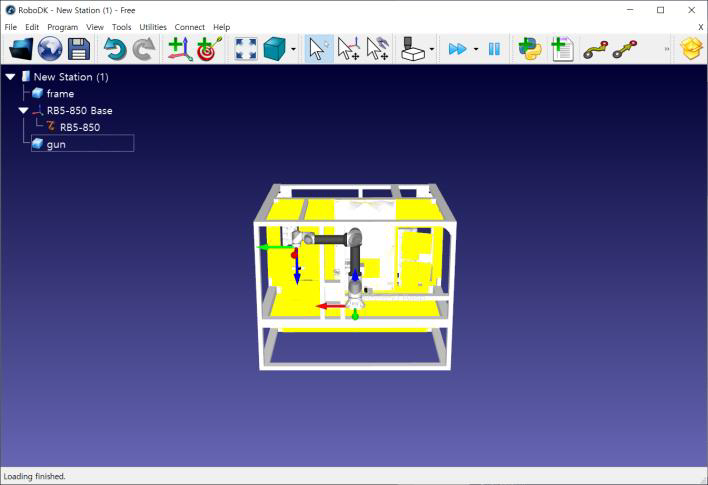 RoboDK - New Station (1) - Free
File Edit Program View Tools Utilities Connect Help X
New Station (1)
frame
RB5-850 Base
RB5-850
gun
Loading finished.